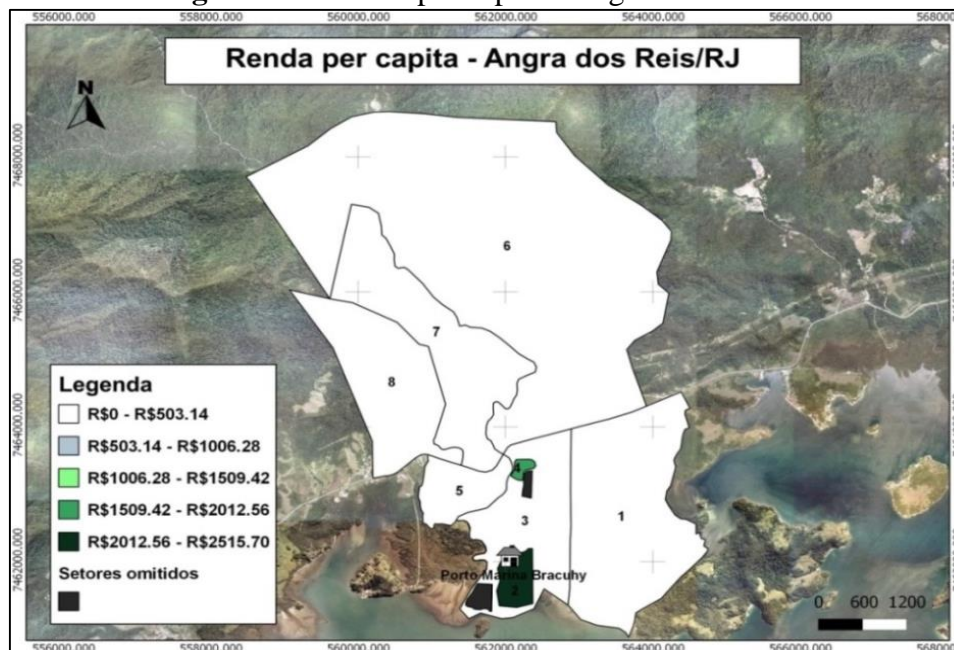 Renda per capita - Angra dos Reis/RJ
556000.000 558000.000 560000.000 562000.000 564000.000 566000.000 568000
N
7468000.000
7466000.000
7464000.000
7462000.000
6
7
8
5
4
3
1
2
Porto Marina Bracuhy
Legenda
R$0 - R$503.14
R$503.14 - R$1006.28
R$1006.28 - R$1509.42
R$1509.42 - R$2012.56
R$2012.56 - R$2515.70
Setores omitidos
0 600 1200
556000.000 558000.000 560000.000 562000.000 564000.000 566000.000 568000